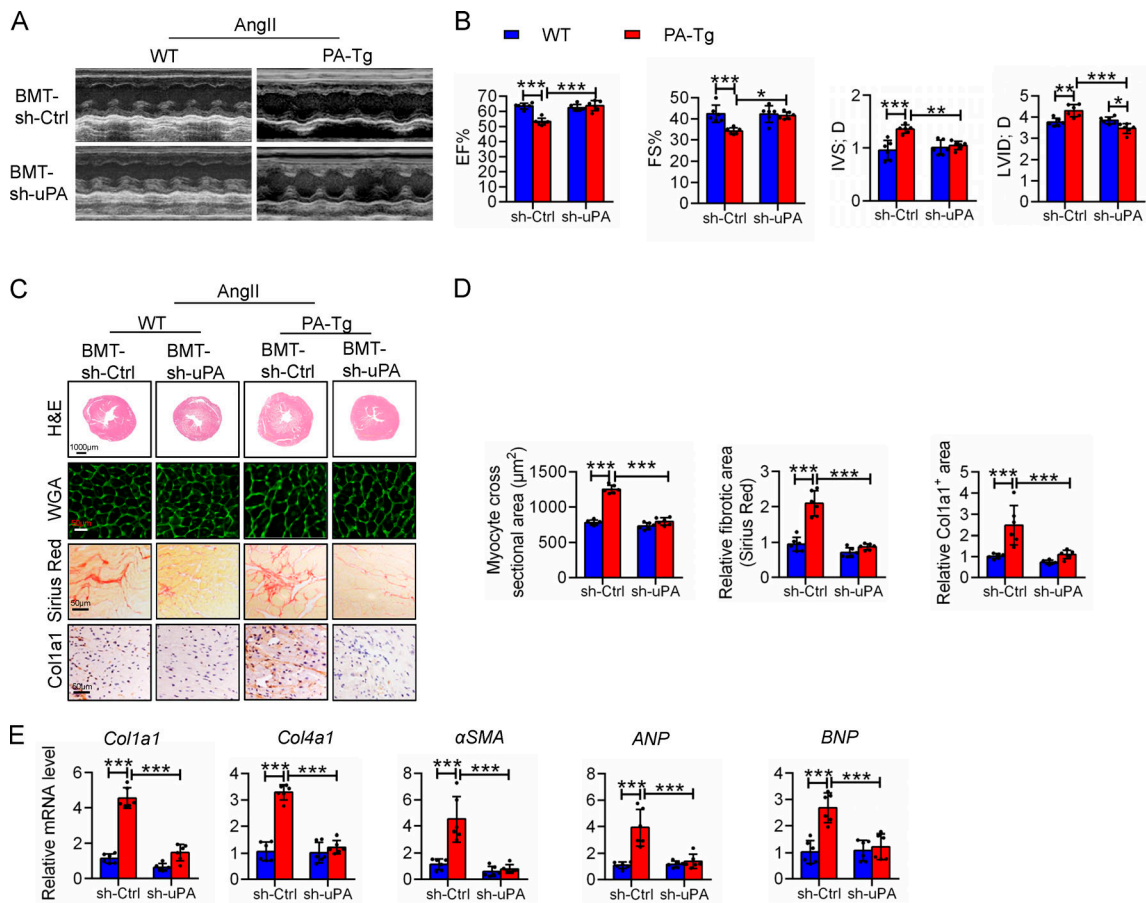 A
AngII
WT
PA-Tg
BMT-
sh-Ctrl
BMT-
sh-uPA
B
WT
PA-Tg
EF%
70
60
50
40
30
20
10
0
***
***
sh-Ctrl
sh-uPA
FS%
50
40
30
20
10
0
***
*
sh-Ctrl
sh-uPA
IVS; D
2
1
0
***
**
sh-Ctrl
sh-uPA
LVID; D
5
4
3
2
1
0
**
***
*
sh-Ctrl
sh-uPA
C
AngII
WT
PA-Tg
BMT-
sh-Ctrl
BMT-
sh-uPA
BMT-
sh-Ctrl
BMT-
sh-uPA
H&E
1000μm
WGA
Sirius Red
50μm
Col1a1
50μm
D
Myocyte cross
sectional area (μm²)
1500
1250
1000
750
500
250
0
***
***
sh-Ctrl
sh-uPA
Relative fibrotic area
(Sirius Red)
3
2
1
0
***
***
sh-Ctrl
sh-uPA
Relative Col1a1⁺ area
5
4
3
2
1
0
***
***
sh-Ctrl
sh-uPA
E
Relative mRNA level
Col1a1
6
4
2
0
***
***
sh-Ctrl
sh-uPA
Col4a1
4
3
2
1
0
***
***
sh-Ctrl
sh-uPA
αSMA
8
6
4
2
0
***
***
sh-Ctrl
sh-uPA
ANP
6
4
2
0
***
***
sh-Ctrl
sh-uPA
BNP
4
3
2
1
0
***
***
sh-Ctrl
sh-uPA